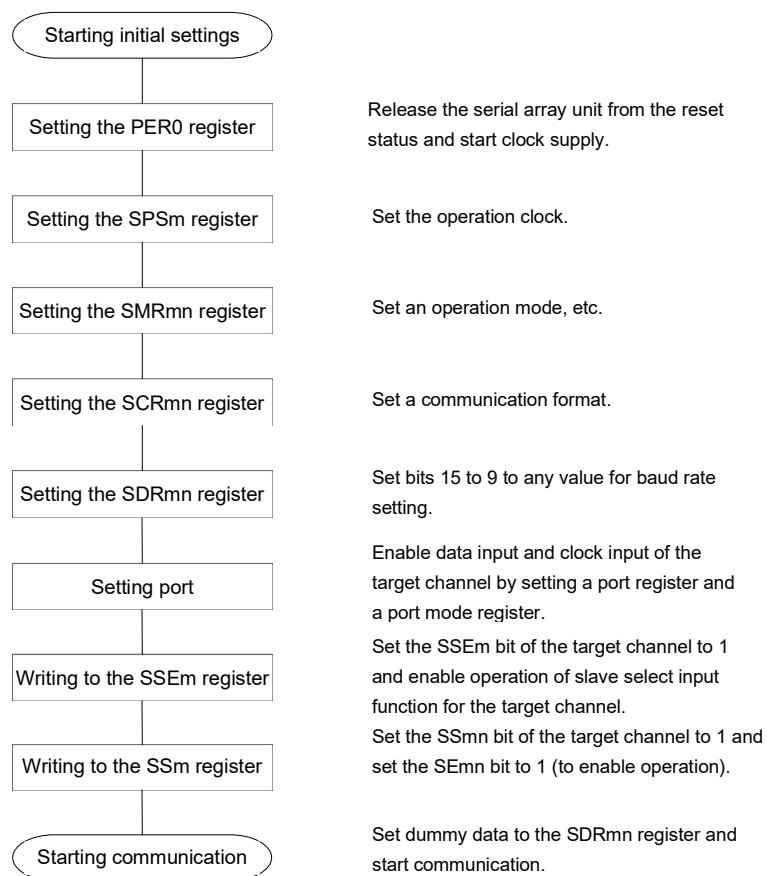 Starting initial settings
Setting the PER0 register
Release the serial array unit from the reset
status and start clock supply.
Setting the SPSm register
Set the operation clock.
Setting the SMRmn register
Set an operation mode, etc.
Setting the SCRmn register
Set a communication format.
Setting the SDRmn register
Set bits 15 to 9 to any value for baud rate
setting.
Setting port
Enable data input and clock input of the
target channel by setting a port register and
a port mode register.
Writing to the SSEm register
Set the SSEm bit of the target channel to 1
and enable operation of slave select input
function for the target channel.
Writing to the SSm register
Set the SSmn bit of the target channel to 1 and
set the SEmn bit to 1 (to enable operation).
Starting communication
Set dummy data to the SDRmn register and
start communication.